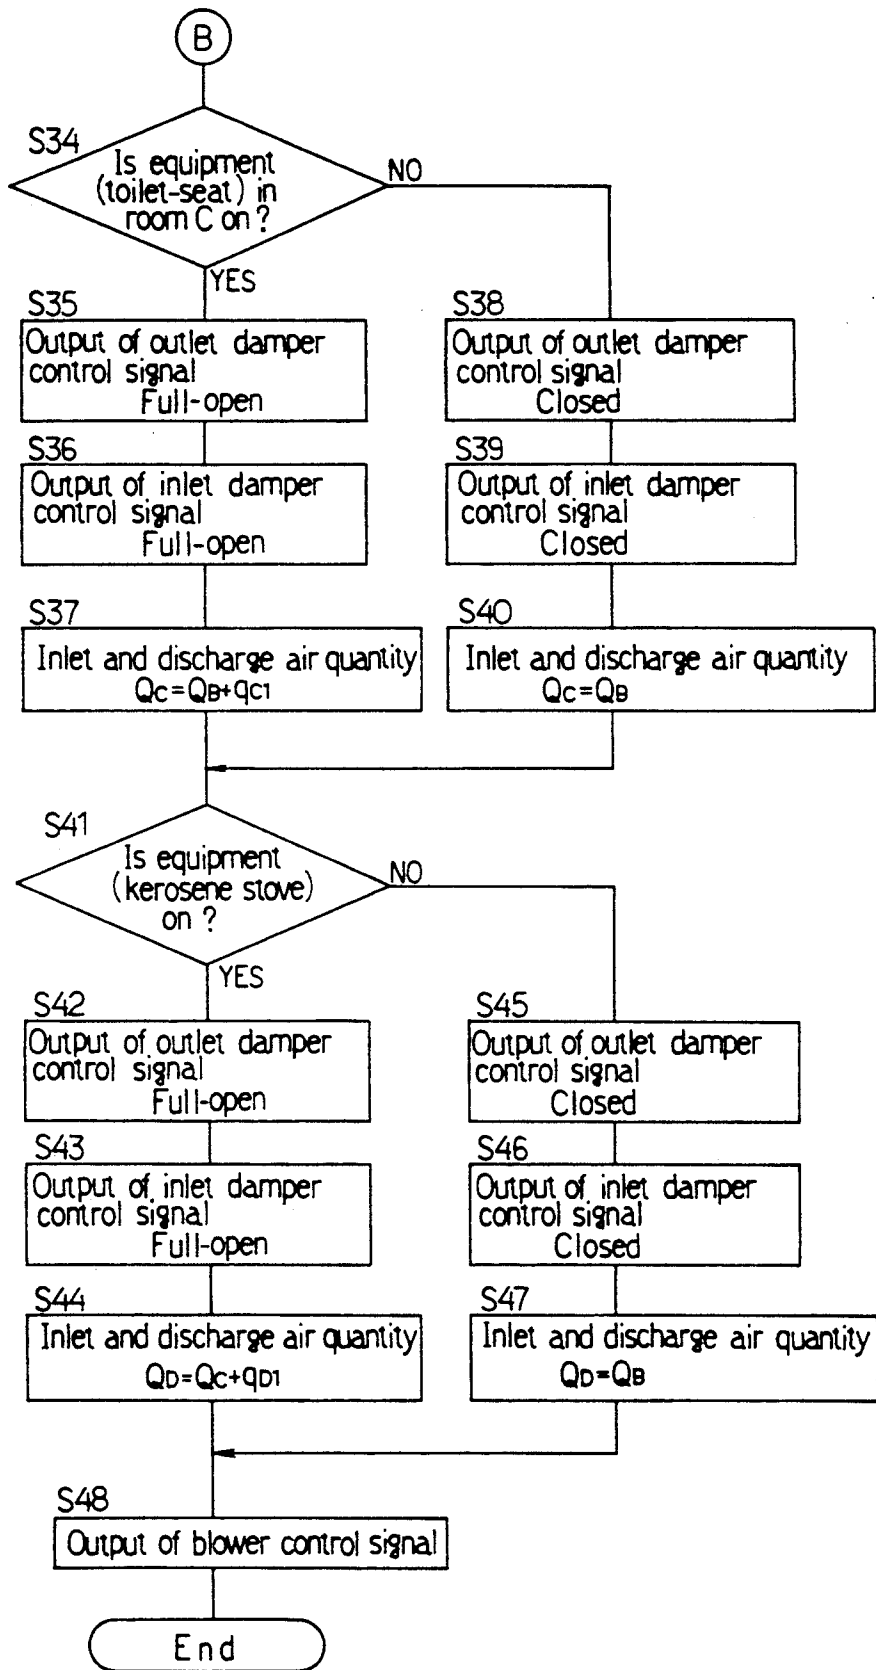 B
S34
Is equipment
(toilet-seat) in
room C on ?
NO
YES
S35
Output of outlet damper
control signal
Full-open
S38
Output of outlet damper
control signal
Closed
S36
Output of inlet damper
control signal
Full-open
S39
Output of inlet damper
control signal
Closed
S37
Inlet and discharge air quantity
QC=QB+qC1
S40
Inlet and discharge air quantity
QC=QB
S41
Is equipment
(kerosene stove)
on ?
NO
YES
S42
Output of outlet damper
control signal
Full-open
S45
Output of outlet damper
control signal
Closed
S43
Output of inlet damper
control signal
Full-open
S46
Output of inlet damper
control signal
Closed
S44
Inlet and discharge air quantity
QD=QC+qD1
S47
Inlet and discharge air quantity
QD=QB
S48
Output of blower control signal
End